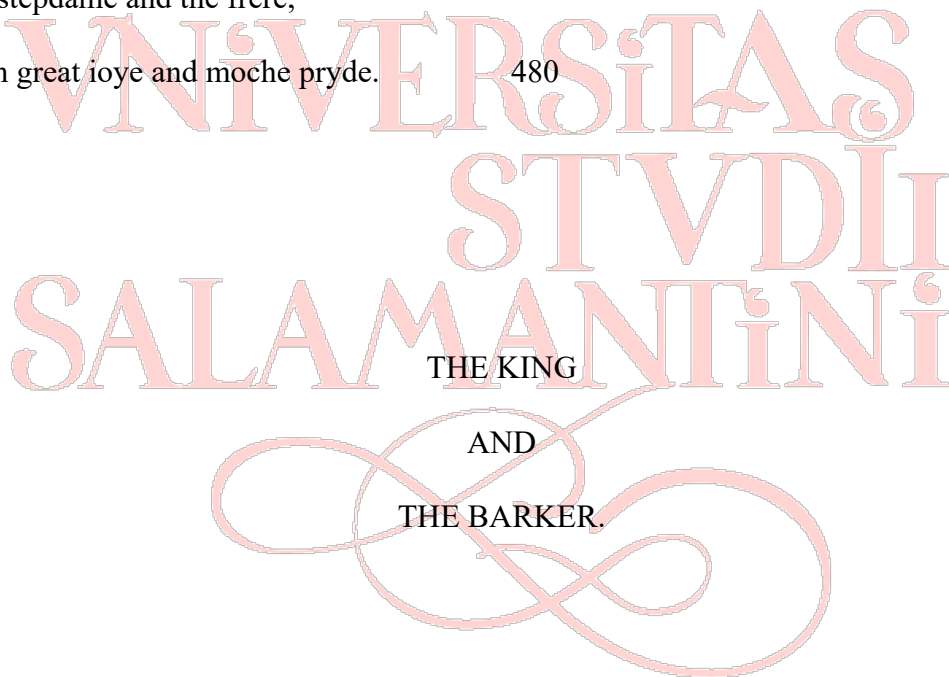 stepdame and the frere,
great ioye and moche pryde. 480
VNiVERSiTAS
STVDII
SALAMANTiNi
THE KING
AND
THE BARKER.